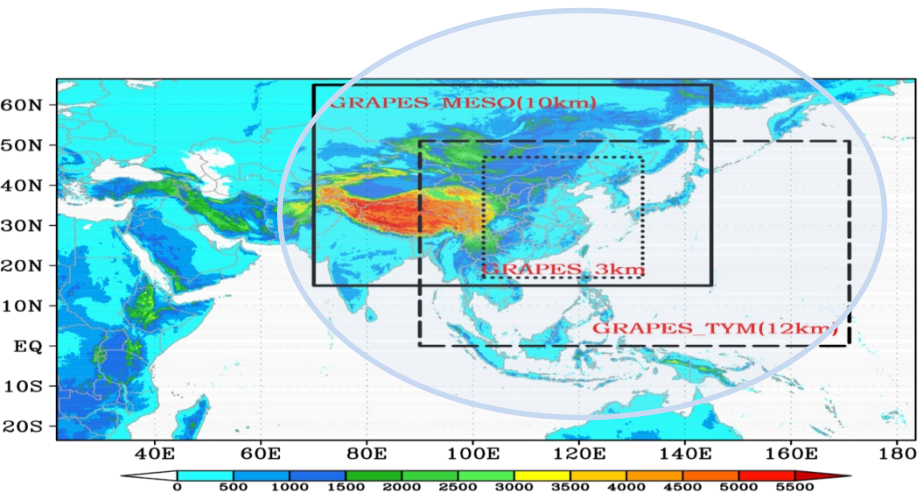 60N
GRAPES_MESO(10km)
50N
40N
30N
20N
GRAPES_3km
10N
GRAPES_TYM(12km)
EQ
10S
20S
40E 60E 80E 100E 120E 140E 160E 180
0 500 1000 1500 2000 2500 3000 3500 4000 4500 5000 5500